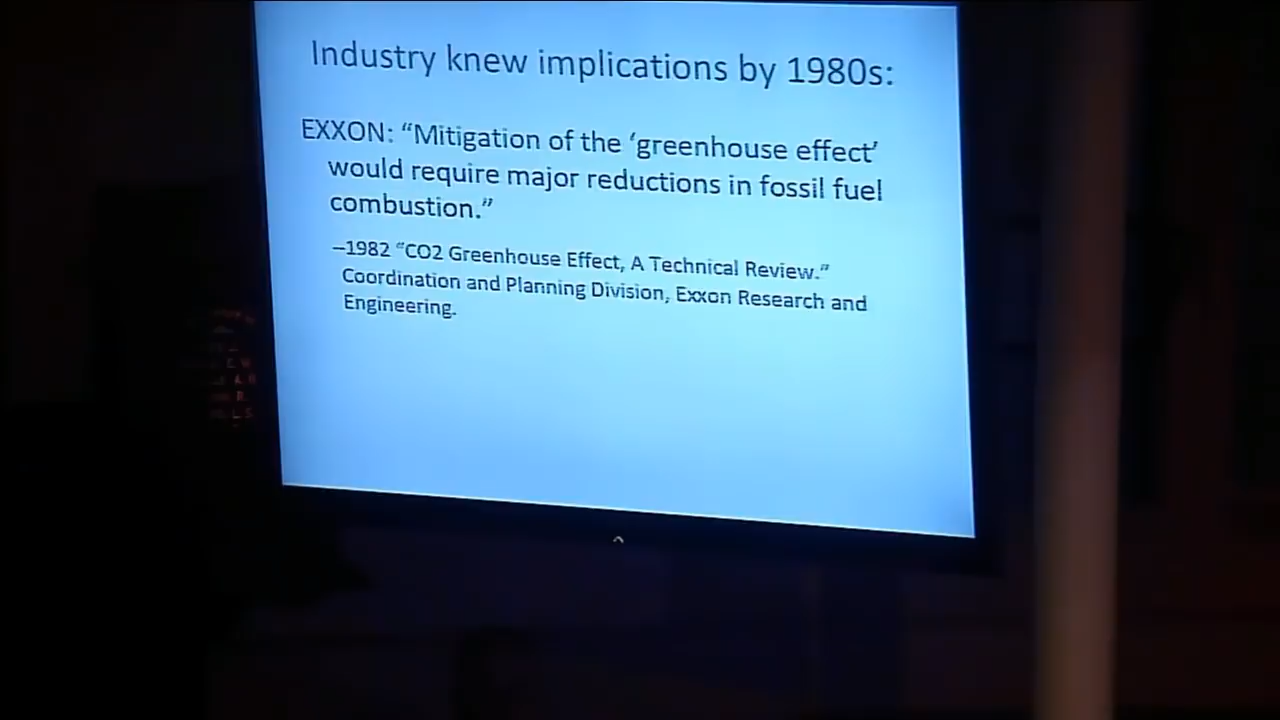 Industry knew implications by 1980s:
EXXON: “Mitigation of the ‘greenhouse effect’
would require major reductions in fossil fuel
combustion.”
–1982 “CO2 Greenhouse Effect, A Technical Review.”
Coordination and Planning Division, Exxon Research and
Engineering.